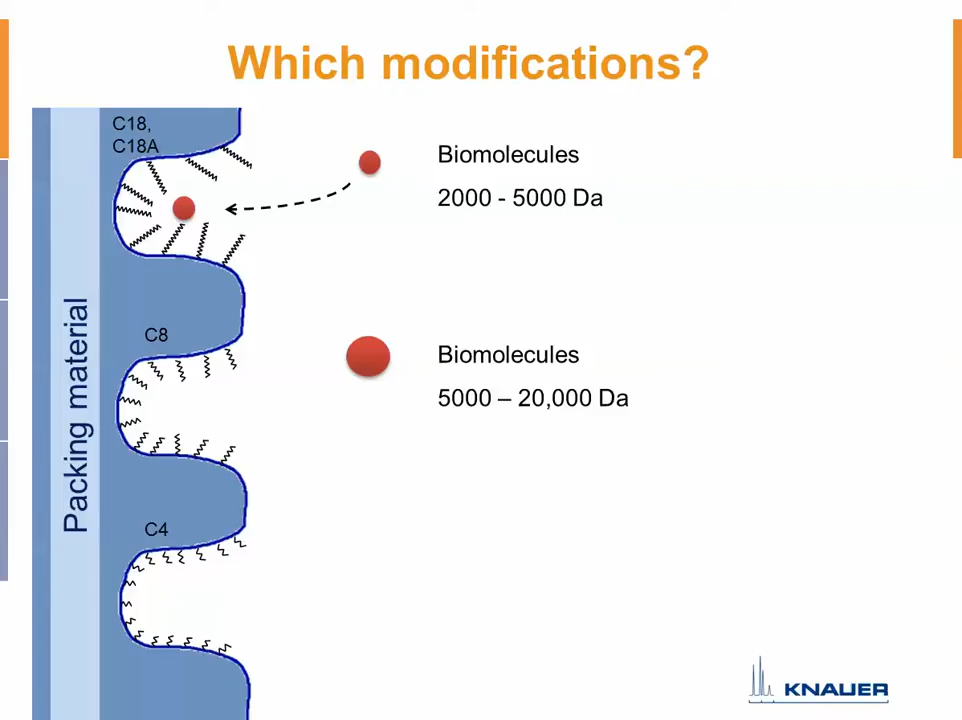 Which modifications?
C18,
C18A
Biomolecules
2000 - 5000 Da
C8
Biomolecules
5000 – 20,000 Da
Packing material
C4
KNAUER